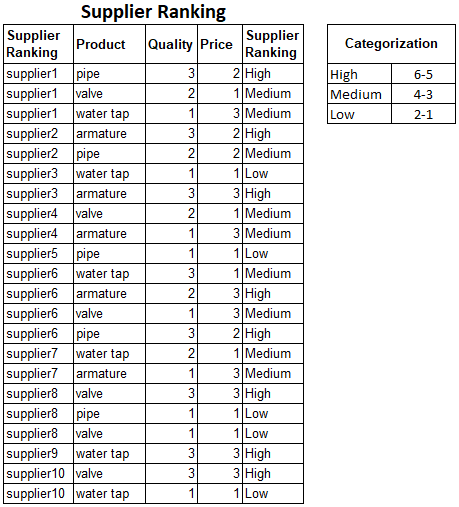 Supplier Ranking
Supplier Ranking Product Quality Price Supplier Ranking
supplier1 pipe 3 2 High
supplier1 valve 2 1 Medium
supplier1 water tap 1 3 Medium
supplier2 armature 3 2 High
supplier2 pipe 2 2 Medium
supplier3 water tap 1 1 Low
supplier3 armature 3 3 High
supplier4 valve 2 1 Medium
supplier4 armature 1 3 Medium
supplier5 pipe 1 1 Low
supplier6 water tap 3 1 Medium
supplier6 armature 2 3 High
supplier6 valve 1 3 Medium
supplier6 pipe 3 2 High
supplier7 water tap 2 1 Medium
supplier7 armature 1 3 Medium
supplier8 valve 3 3 High
supplier8 pipe 1 1 Low
supplier8 valve 1 1 Low
supplier9 water tap 3 3 High
supplier10 valve 3 3 High
supplier10 water tap 1 1 Low
Categorization
High 6-5
Medium 4-3
Low 2-1